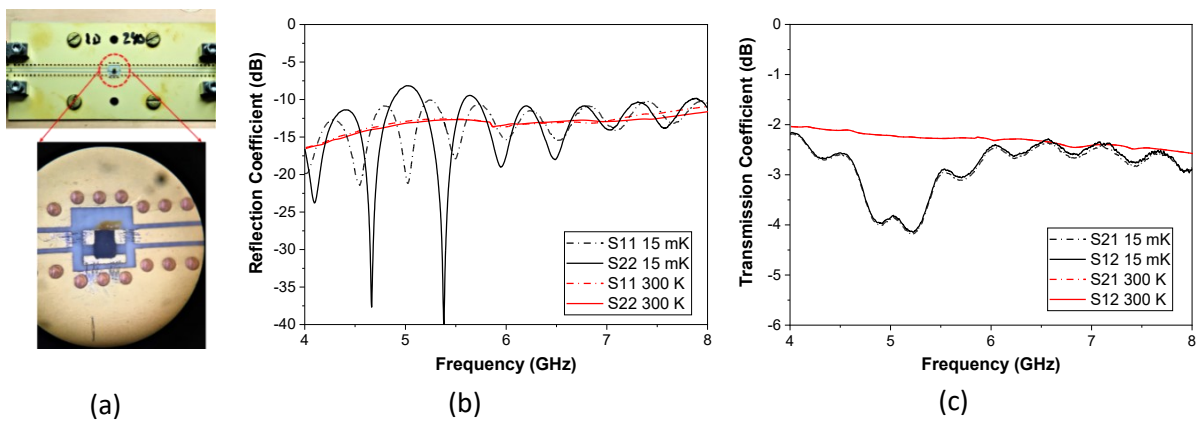 1D 240
(a)
Reflection Coefficient (dB)
0
-5
-10
-15
-20
-25
-30
-35
-40
4 5 6 7 8
Frequency (GHz)
S11 15 mK
S22 15 mK
S11 300 K
S22 300 K
(b)
Transmission Coefficient (dB)
0
-1
-2
-3
-4
-5
-6
4 5 6 7 8
Frequency (GHz)
S21 15 mK
S12 15 mK
S21 300 K
S12 300 K
(c)